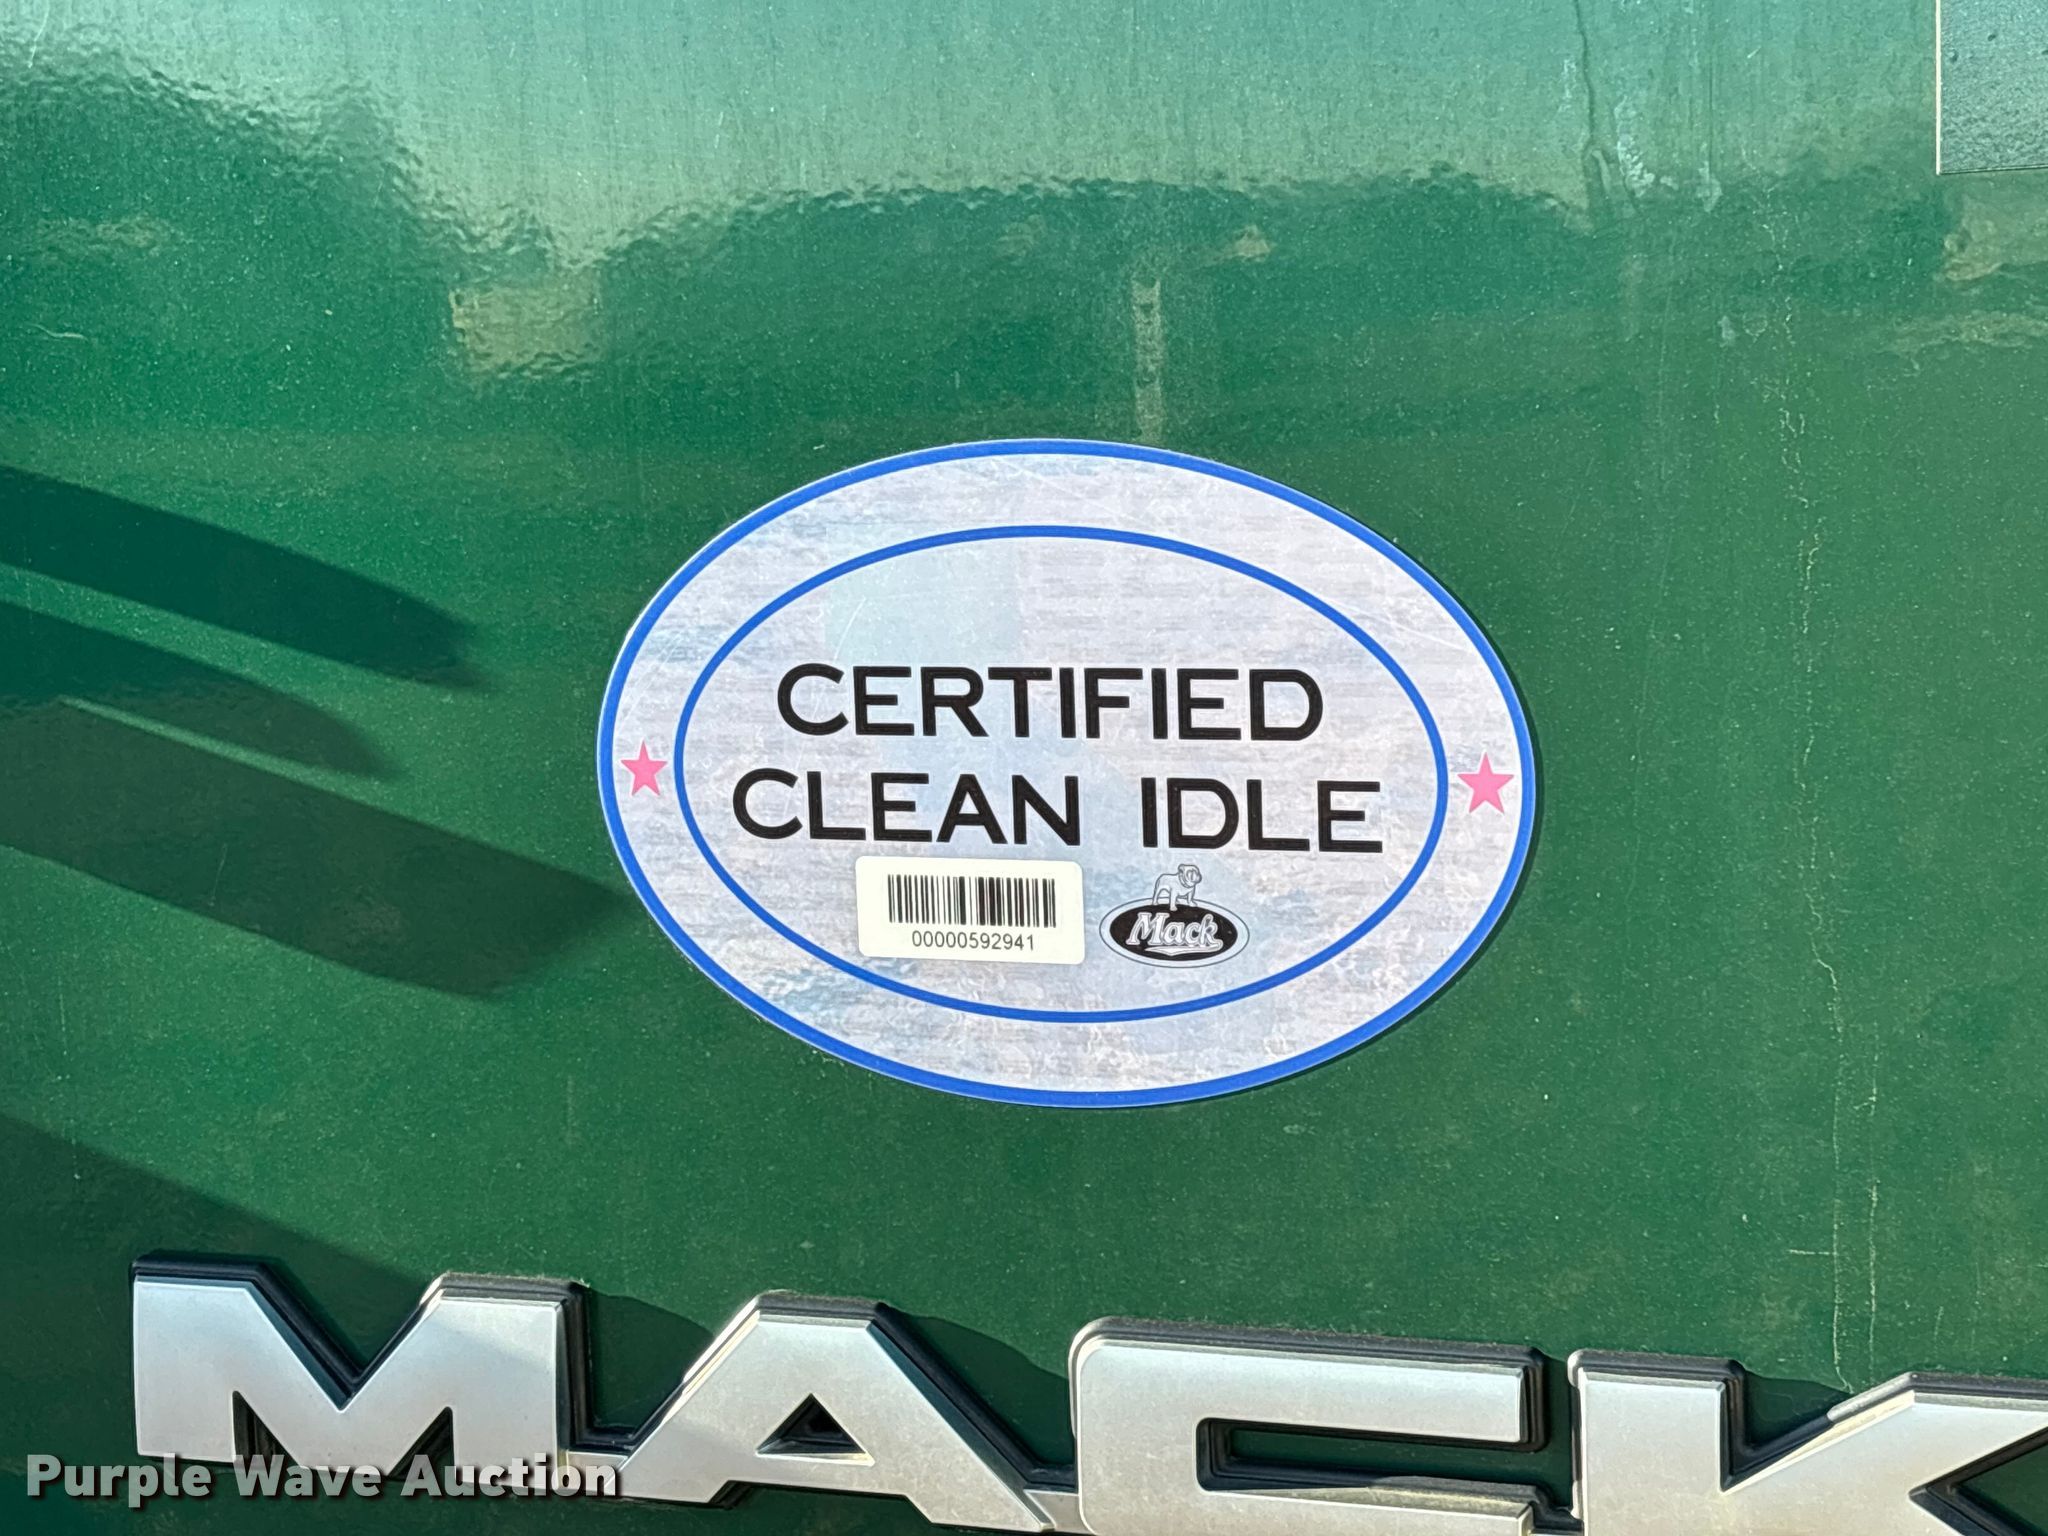 CERTIFIED
CLEAN IDLE
00000592941
Mack
MACK
Purple Wave Auction